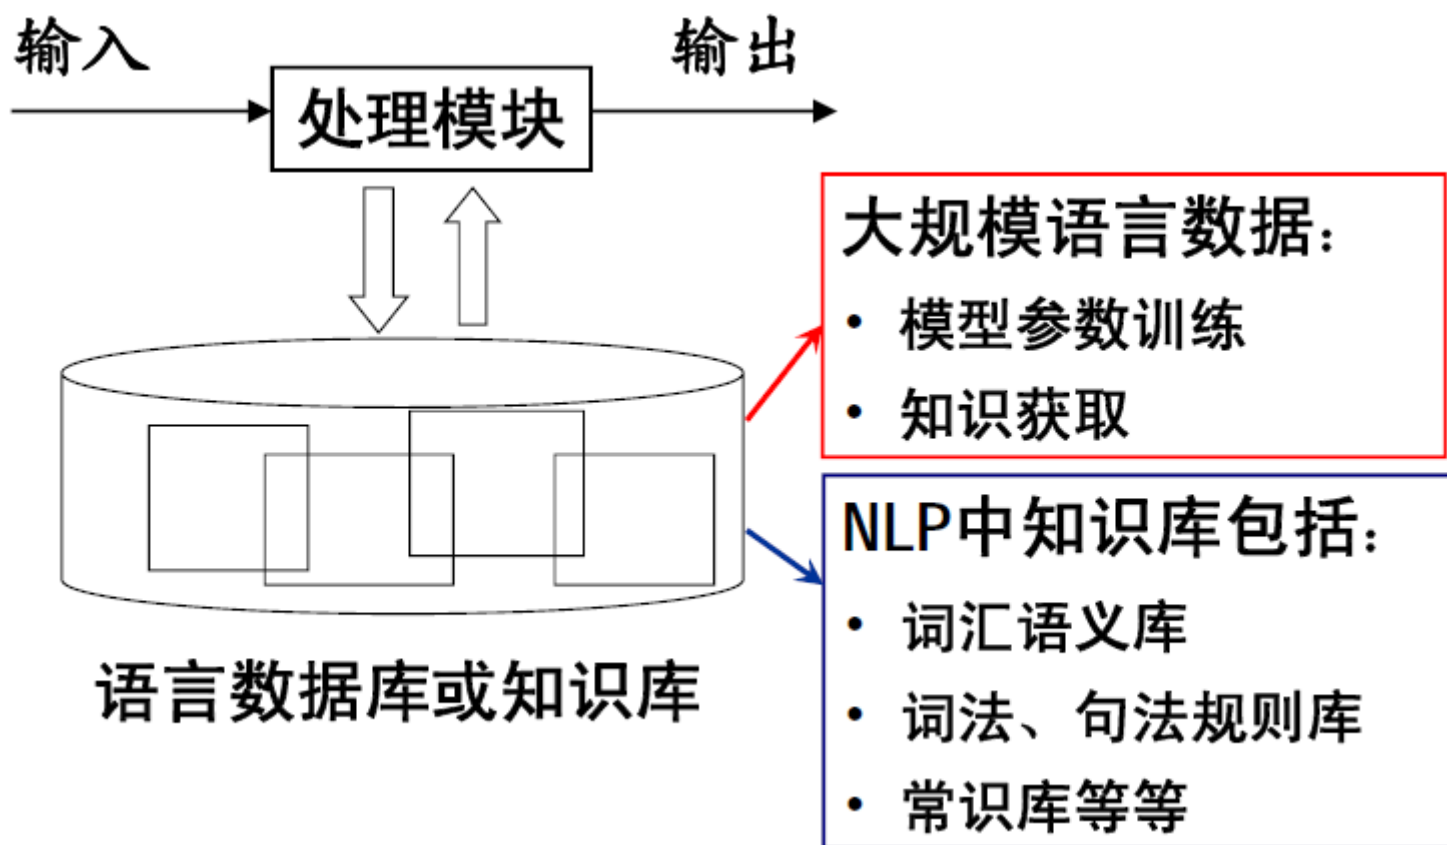 输入
输出
处理模块
大规模语言数据：
• 模型参数训练
• 知识获取
NLP中知识库包括：
• 词汇语义库
• 词法、句法规则库
• 常识库等等
语言数据库或知识库